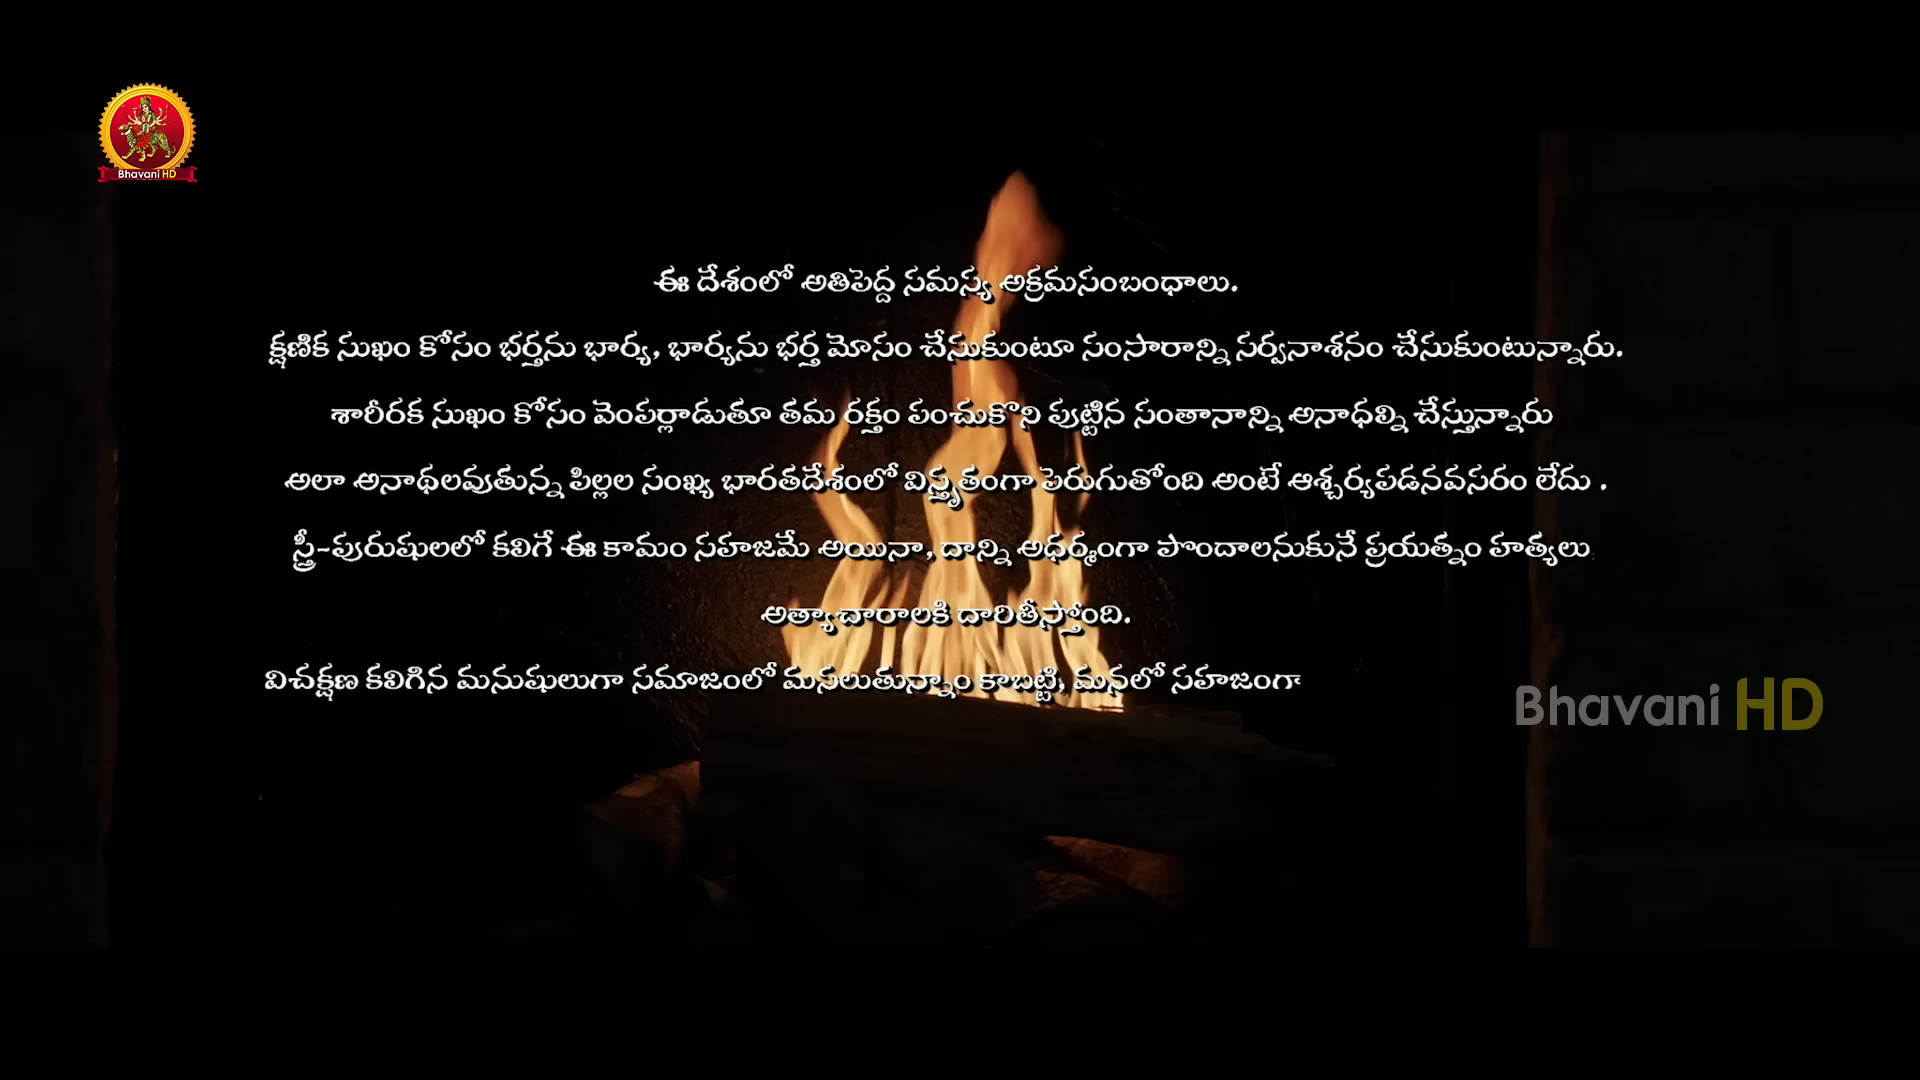 Bhavani HD
ఈ దేశంలో అతిపెద్ద సమస్య అక్రమసంబంధాలు.
క్షణిక సుఖం కోసం భర్తను భార్య, భార్యను భర్త మోసం చేసుకుంటూ సంసారాన్ని సర్వనాశనం చేసుకుంటున్నారు.
శారీరక సుఖం కోసం వెంపర్లాడుతూ తమ రక్తం పంచుకొని పుట్టిన సంతానాన్ని అనాధల్ని చేస్తున్నారు
అలా అనాథలవుతున్న పిల్లల సంఖ్య భారతదేశంలో విస్తృతంగా పెరుగుతోంది అంటే ఆశ్చర్యపడనవసరం లేదు .
స్త్రీ-పురుషులలో కలిగే ఈ కామం సహజమే అయినా, దాన్ని అధర్మంగా పొందాలనుకునే ప్రయత్నం హత్యలు
అత్యాచారాలకి దారితీస్తోంది.
విచక్షణ కలిగిన మనుషులుగా సమాజంలో మసలుతున్నాం కాబట్టి, మనలో సహజంగా
Bhavani HD